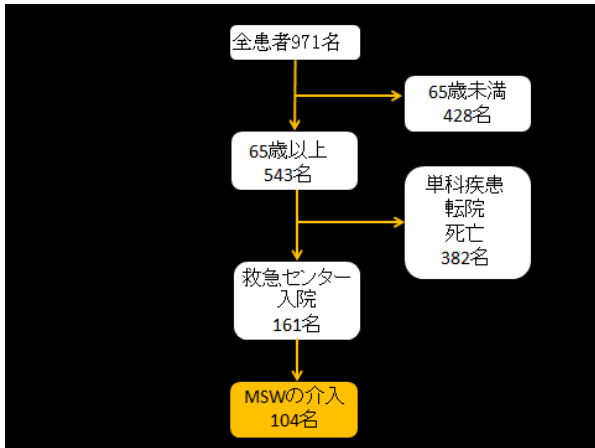 全患者971名
65歳未満
428名
65歳以上
543名
単科疾患
転院
死亡
382名
救急センター
入院
161名
MSWの介入
104名